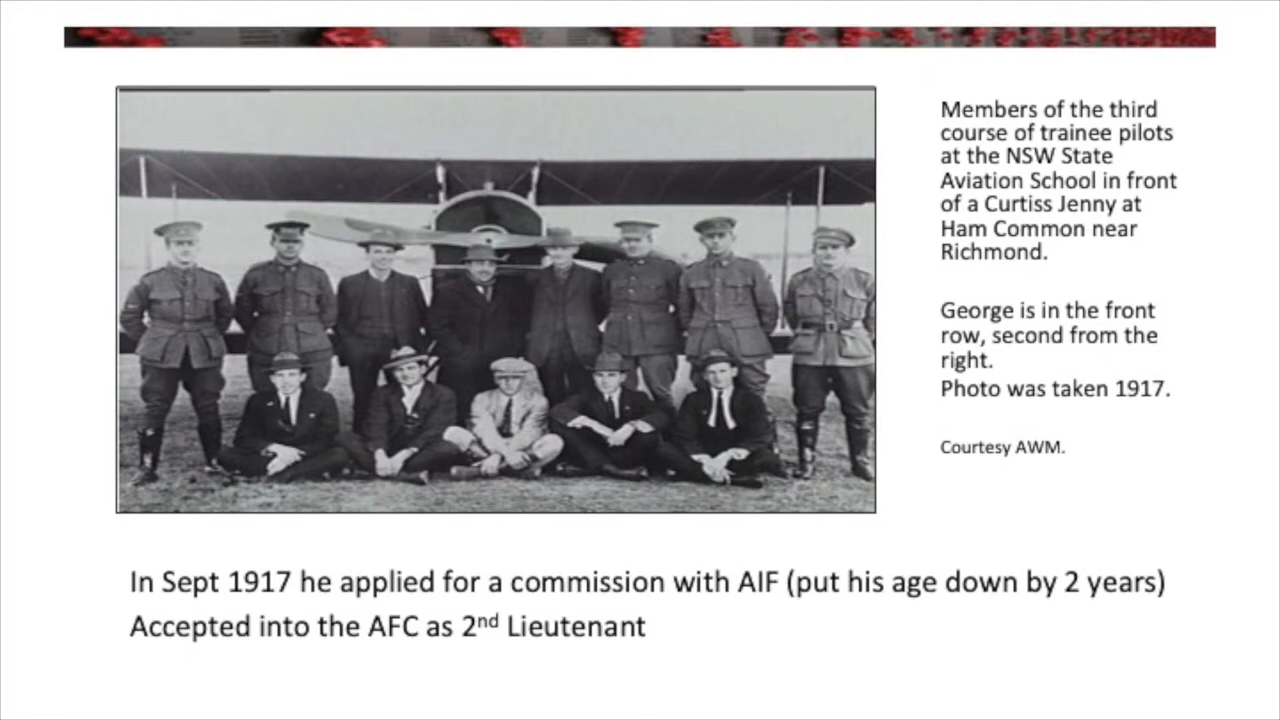 Members of the third
course of trainee pilots
at the NSW State
Aviation School in front
of a Curtiss Jenny at
Ham Common near
Richmond.
George is in the front
row, second from the
right.
Photo was taken 1917.
Courtesy AWM.
In Sept 1917 he applied for a commission with AIF (put his age down by 2 years)
Accepted into the AFC as 2nd Lieutenant